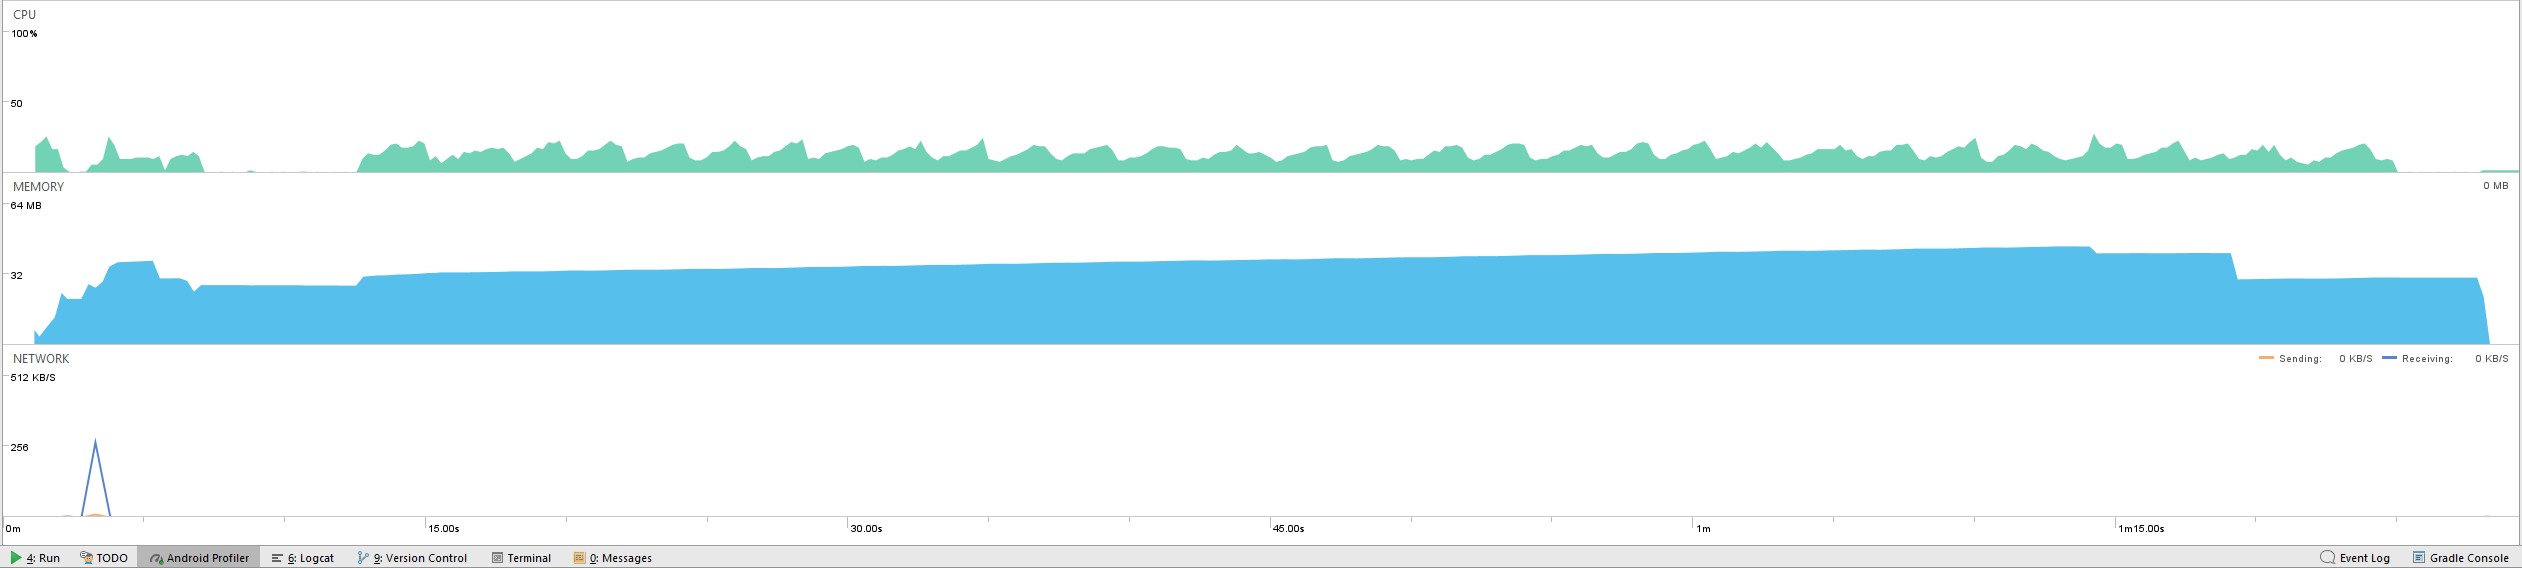 CPU
100%
50
MEMORY
0 MB
64 MB
32
NETWORK
Sending: 0 KB/S Receiving: 0 KB/S
512 KB/S
256
0m 15.00s 30.00s 45.00s 1m 1m15.00s
4: Run TODO Android Profiler 6: Logcat 9: Version Control Terminal 0: Messages Event Log Gradle Console